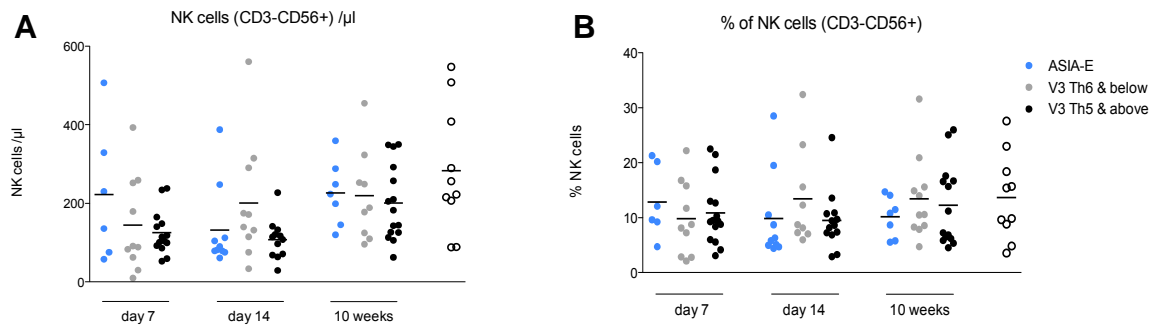 A
NK cells (CD3-CD56+) /µl
NK cells /µl
600
400
200
0
day 7
day 14
10 weeks
B
% of NK cells (CD3-CD56+)
% NK cells
40
30
20
10
0
day 7
day 14
10 weeks
ASIA-E
V3 Th6 & below
V3 Th5 & above